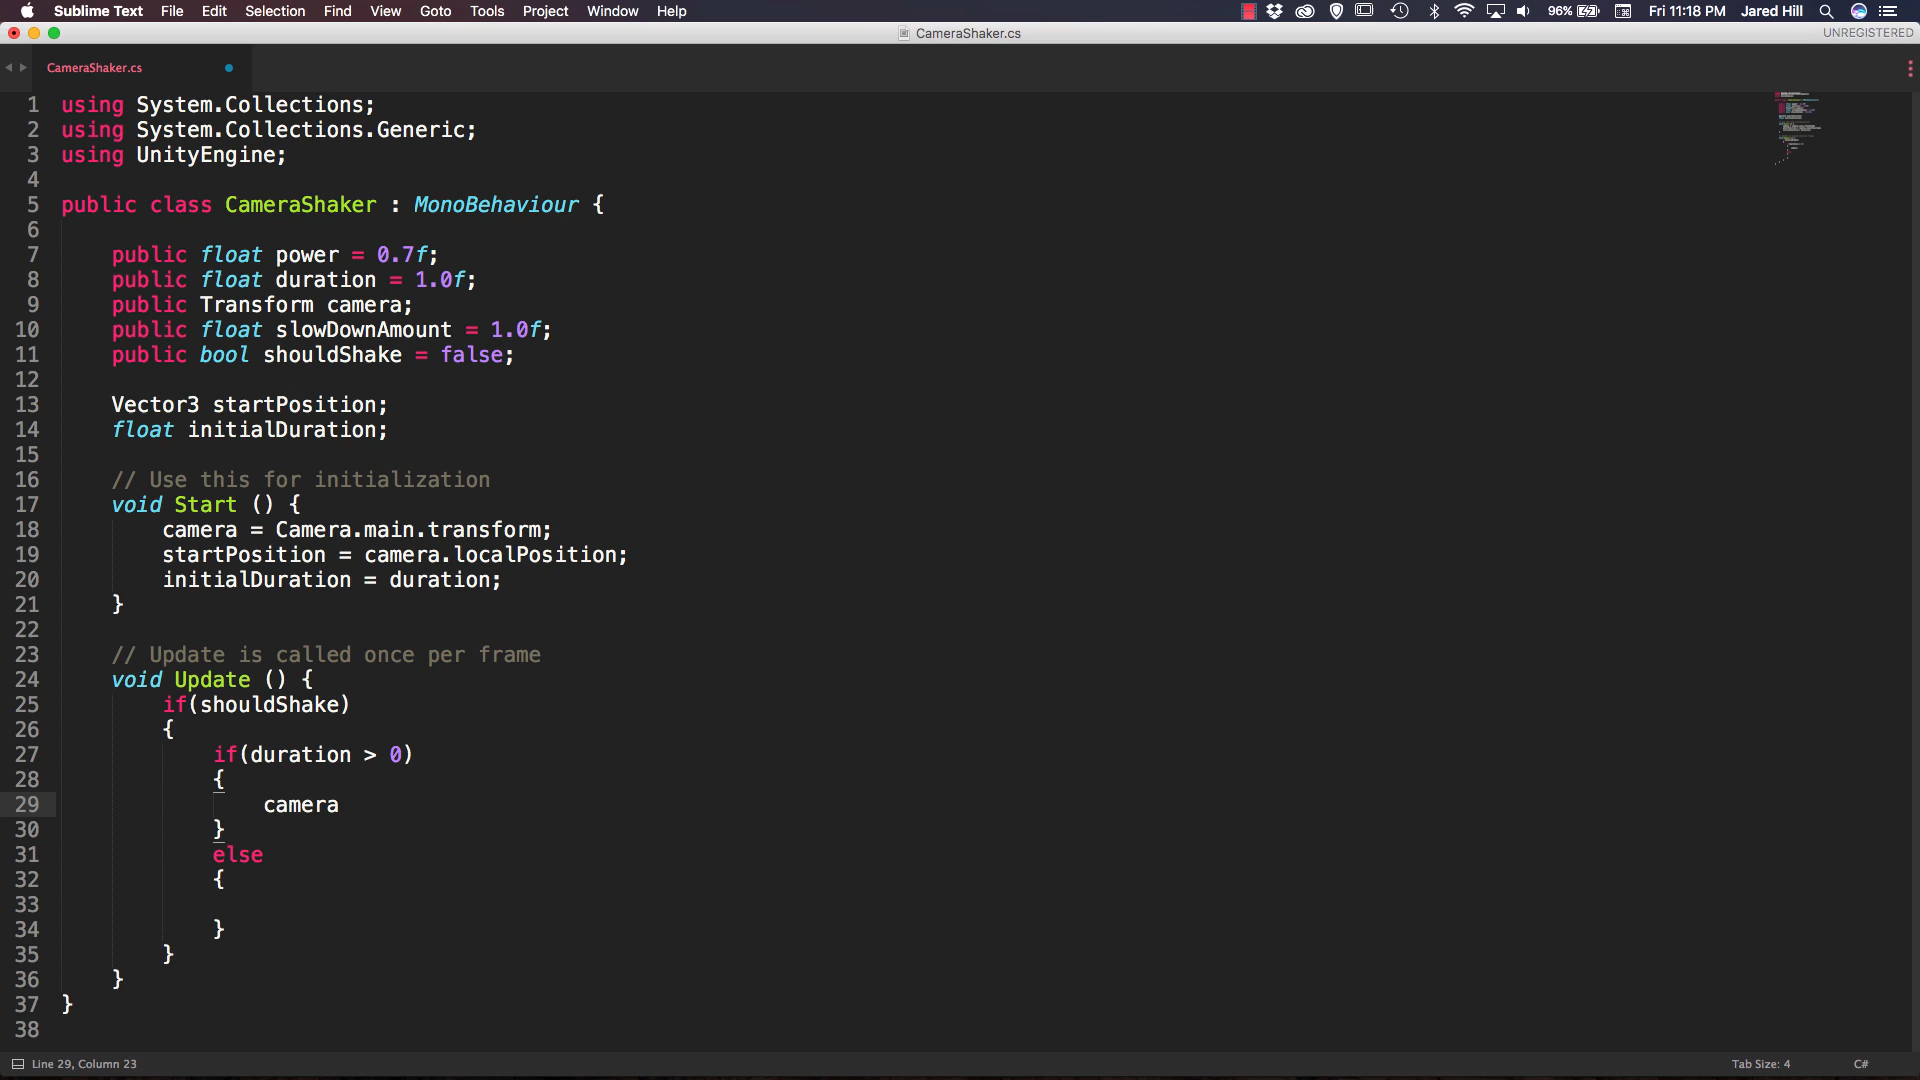 Sublime Text File Edit Selection Find View Goto Tools Project Window Help 96% Fri 11:18 PM Jared Hill
CameraShaker.cs UNREGISTERED
CameraShaker.cs
1 using System.Collections;
2 using System.Collections.Generic;
3 using UnityEngine;
4
5 public class CameraShaker : MonoBehaviour {
6
7 public float power = 0.7f;
8 public float duration = 1.0f;
9 public Transform camera;
10 public float slowDownAmount = 1.0f;
11 public bool shouldShake = false;
12
13 Vector3 startPosition;
14 float initialDuration;
15
16 // Use this for initialization
17 void Start () {
18 camera = Camera.main.transform;
19 startPosition = camera.localPosition;
20 initialDuration = duration;
21 }
22
23 // Update is called once per frame
24 void Update () {
25 if(shouldShake)
26 {
27 if(duration > 0)
28 {
29 camera
30 }
31 else
32 {
33
34 }
35 }
36 }
37 }
38
Line 29, Column 23 Tab Size: 4 C#